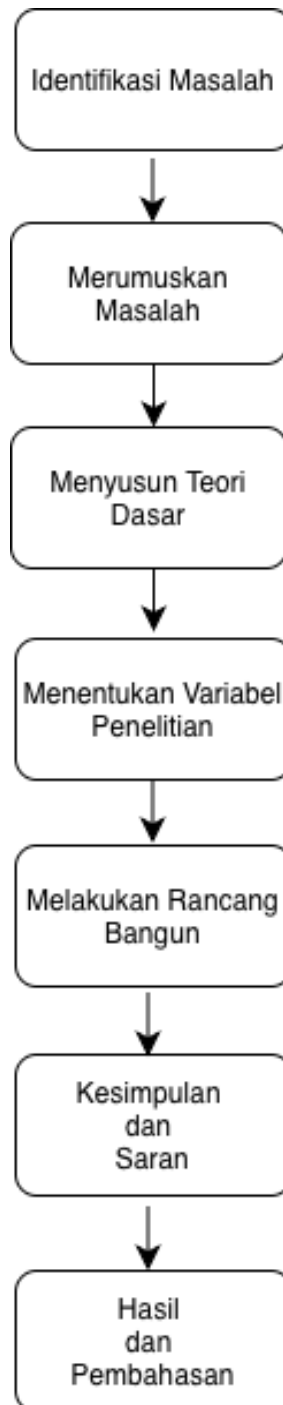 Identifikasi Masalah
Merumuskan
Masalah
Menyusun Teori
Dasar
Menentukan Variabel
Penelitian
Melakukan Rancang
Bangun
Kesimpulan
dan
Saran
Hasil
dan
Pembahasan